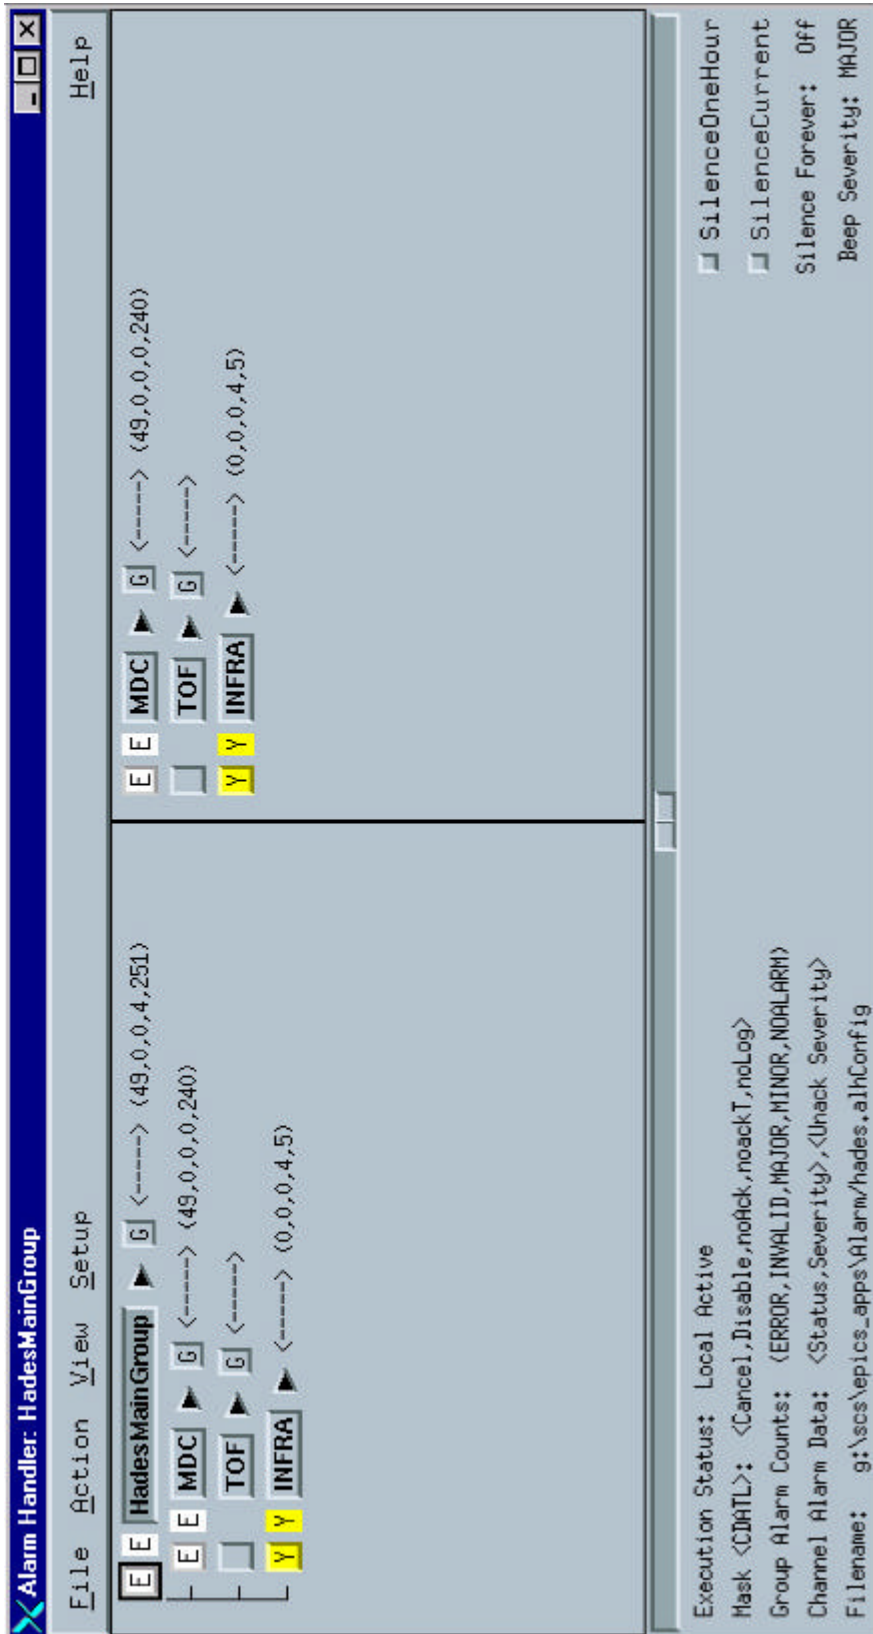 Alarm Handler: HadesMainGroup
File Action View Setup Help
E E HadesMainGroup G <-----> (49,0,0,4,251)
E E MDC G <-----> (49,0,0,0,240)
TOF G <----->
Y Y INFRA <-----> (0,0,0,4,5)
E E MDC G <-----> (49,0,0,0,240)
TOF G <----->
Y Y INFRA <-----> (0,0,0,4,5)
Execution Status: Local Active
Mask <CDATL>: <Cancel,Disable,noAck,noackT,noLog>
Group Alarm Counts: (ERROR,INVALID,MAJOR,MINOR,NOALARM)
Channel Alarm Data: <Status,Severity>,<Unack Severity>
Filename: g:\scs\epics_apps\Alarm/hades.alhConfig
SilenceOneHour
SilenceCurrent
Silence Forever: Off
Beep Severity: MAJOR